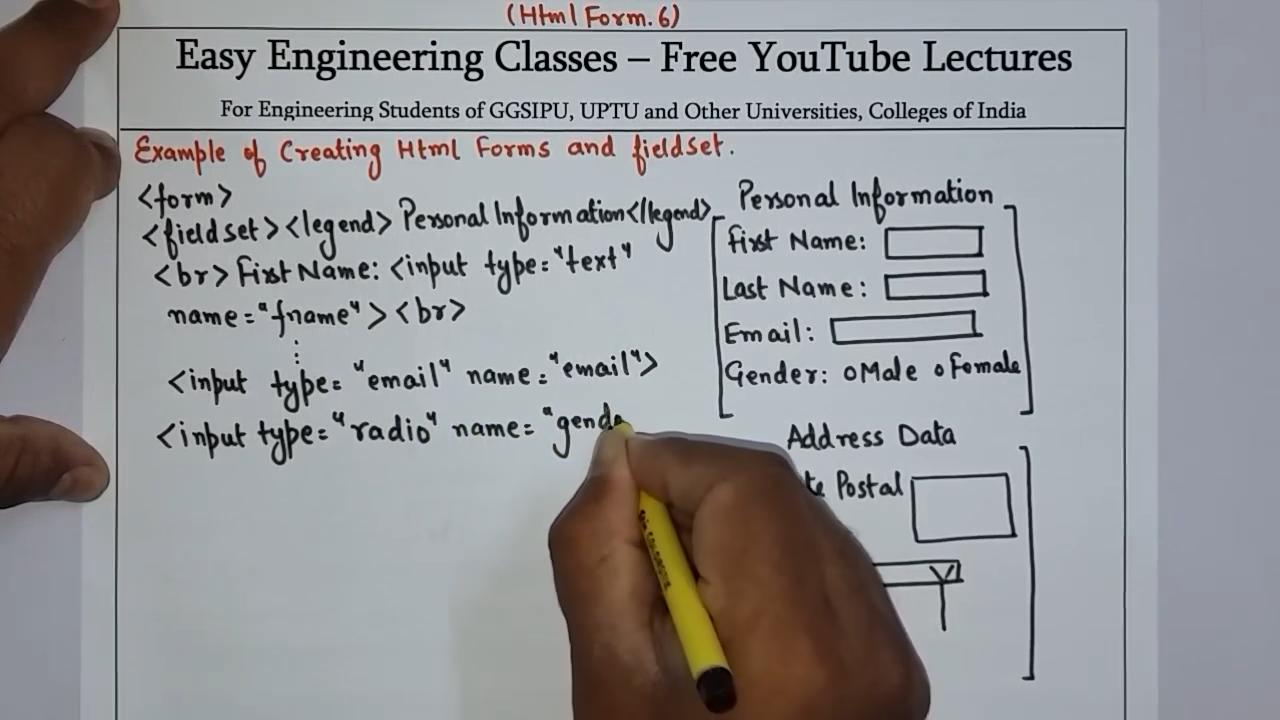 (Html Form.6)
Easy Engineering Classes – Free YouTube Lectures
For Engineering Students of GGSIPU, UPTU and Other Universities, Colleges of India
Example of Creating Html Forms and fieldset.
<form>
<fieldset><legend> Personal Information</legend>
<br> First Name: <input type="text"
name="fname"><br>
<input type="email" name="email">
<input type="radio" name="gende
Personal Information
First Name:
Last Name:
Email:
Gender: Male Female
Address Data
Postal